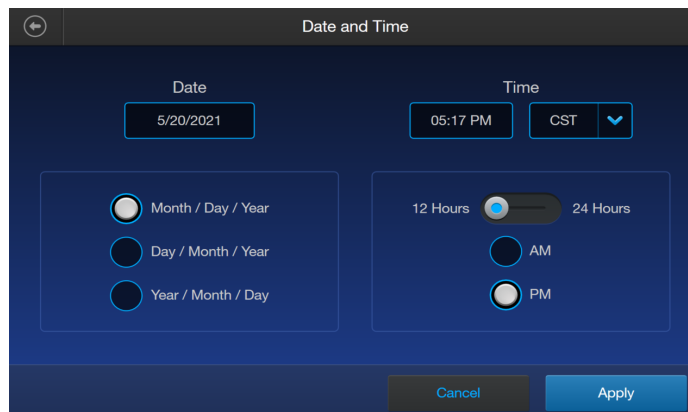 Date and Time
Date
Time
5/20/2021
05:17 PM
CST
Month / Day / Year
12 Hours
24 Hours
Day / Month / Year
AM
Year / Month / Day
PM
Cancel
Apply